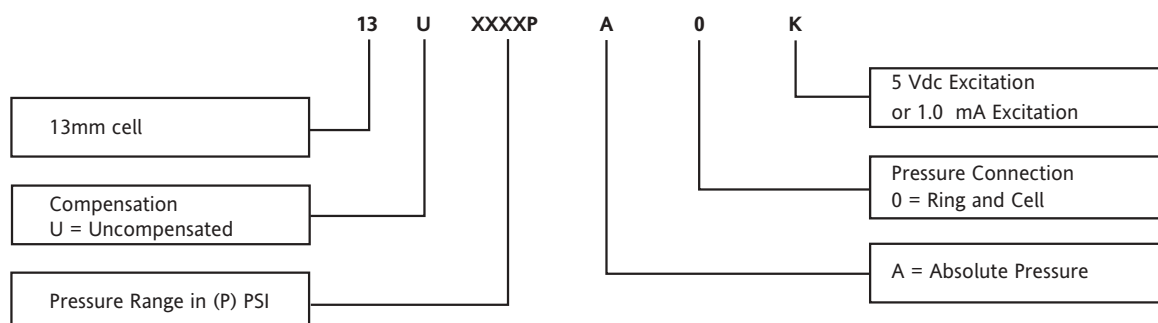 13 U XXXXP A 0 K
5 Vdc Excitation
or 1.0 mA Excitation
13mm cell
Pressure Connection
0 = Ring and Cell
Compensation
U = Uncompensated
A = Absolute Pressure
Pressure Range in (P) PSI